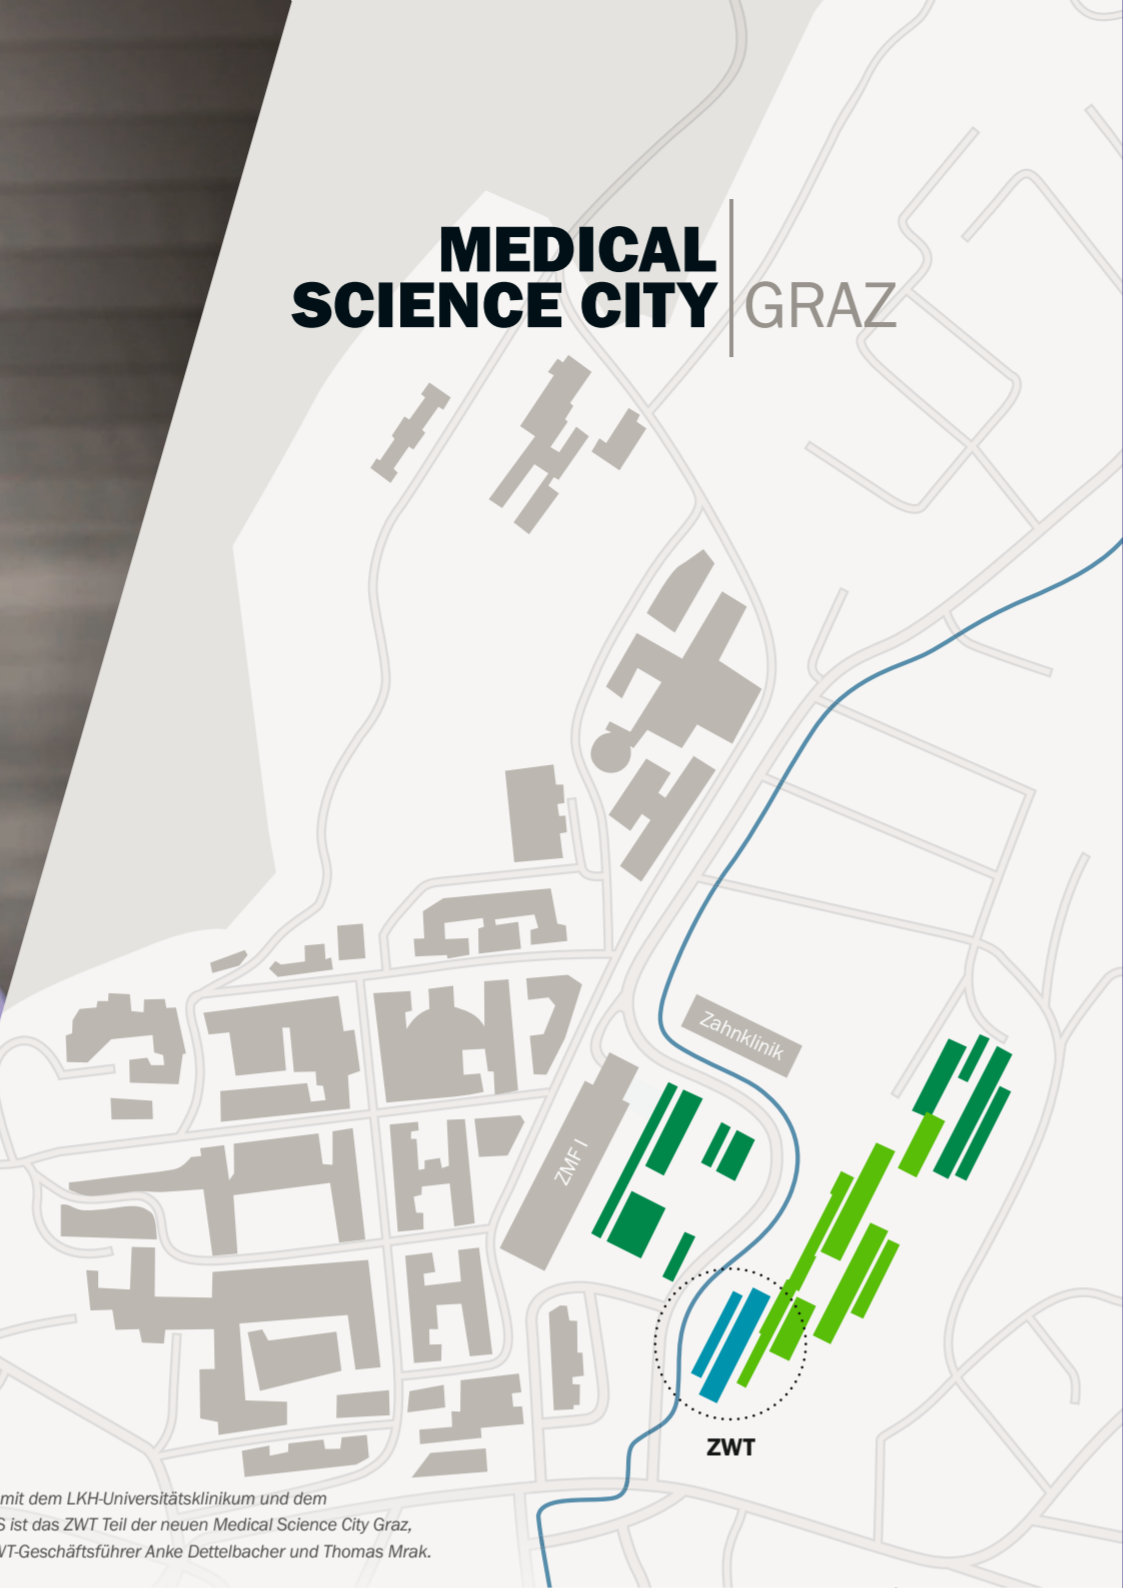 MEDICAL
SCIENCE CITY GRAZ
Zahnklinik
ZMF I
ZWT
mit dem LKH-Universitätsklinikum und dem
S ist das ZWT Teil der neuen Medical Science City Graz,
WT-Geschäftsführer Anke Dettelbacher und Thomas Mrak.